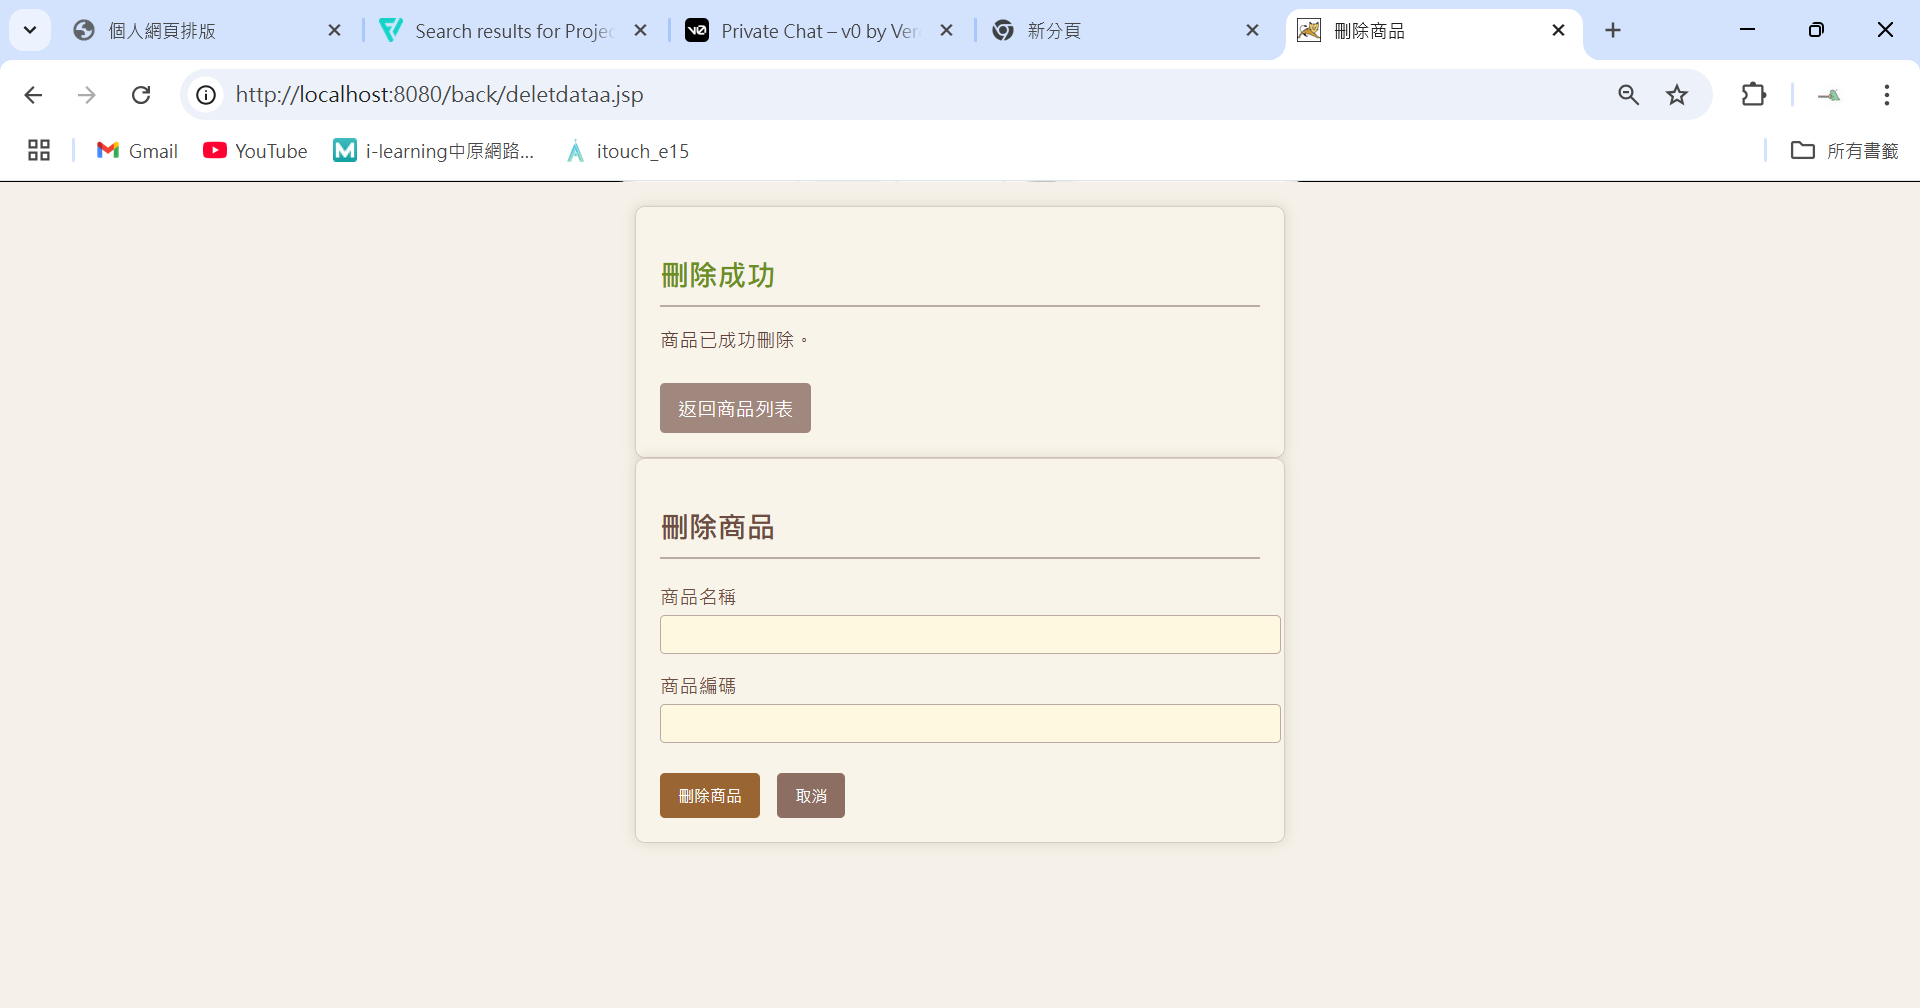 個人網頁排版
Search results for Projec
Private Chat – v0 by Verc
新分頁
刪除商品
http://localhost:8080/back/deletdataa.jsp
Gmail
YouTube
i-learning中原網路...
itouch_e15
所有書籤
刪除成功
商品已成功刪除。
返回商品列表
刪除商品
商品名稱
商品編碼
刪除商品
取消